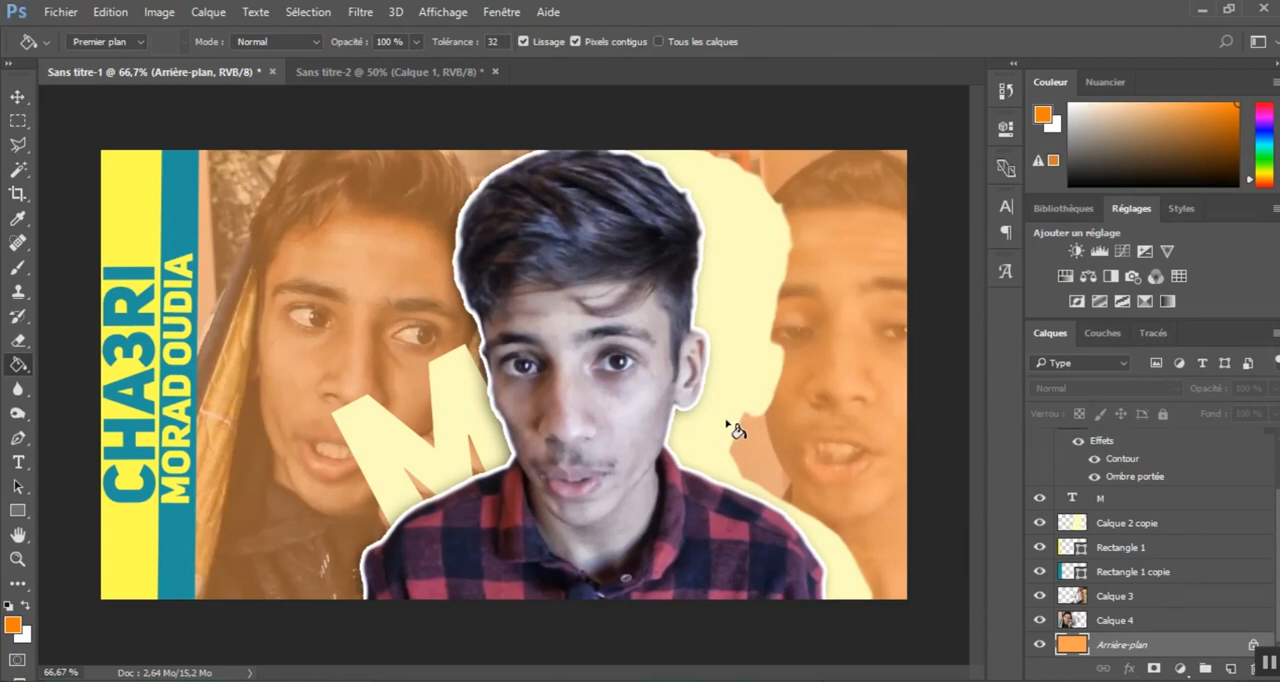 Ps Fichier Edition Image Calque Texte Sélection Filtre 3D Affichage Fenêtre Aide
Premier plan Mode : Normal Opacité : 100 % Tolérance : 32 Lissage Pixels contigus Tous les calques
Sans titre-1 @ 66,7% (Arrière-plan, RVB/8) * Sans titre-2 @ 50% (Calque 1, RVB/8) *
Couleur Nuancier
Bibliothèques Réglages Styles
Ajouter un réglage
Calques Couches Tracés
Type
Normal Opacité : 100 %
Verrou : Fond : 100 %
Effets
Contour
Ombre portée
T M
Calque 2 copie
Rectangle 1
Rectangle 1 copie
Calque 3
Calque 4
Arrière-plan
CHA3RI
MORAD OUDIA
M
66,67 % Doc : 2,64 Mo/15,2 Mo